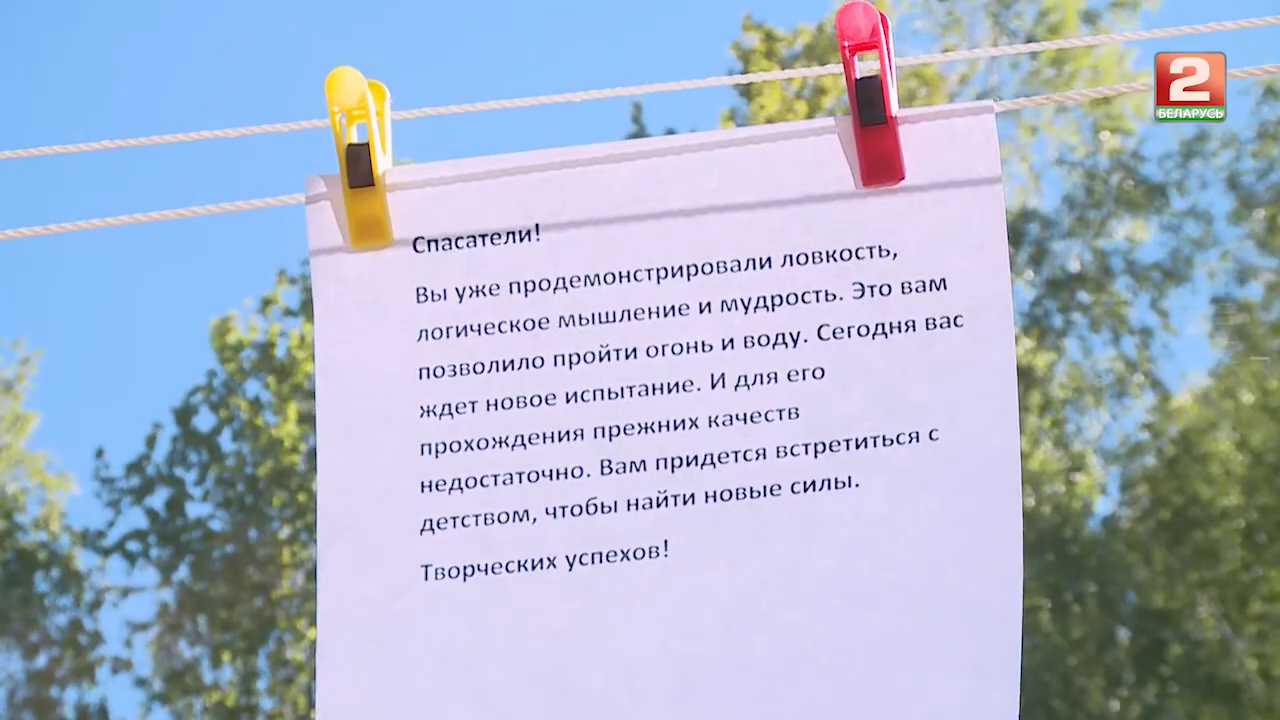 2
БЕЛАРУСЬ
Спасатели!
Вы уже продемонстрировали ловкость,
логическое мышление и мудрость. Это вам
позволило пройти огонь и воду. Сегодня вас
ждет новое испытание. И для его
прохождения прежних качеств
недостаточно. Вам придется встретиться с
детством, чтобы найти новые силы.
Творческих успехов!